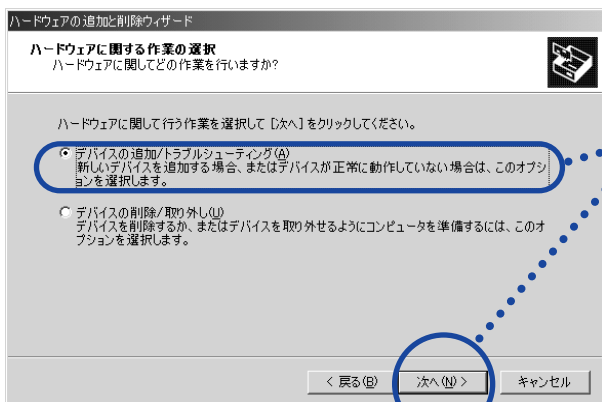 ハードウェアの追加と削除ウィザード
ハードウェアに関する作業の選択
ハードウェアに関してどの作業を行いますか?
ハードウェアに関して行う作業を選択して [次へ] をクリックしてください。
デバイスの追加/トラブルシューティング(A)
新しいデバイスを追加する場合、またはデバイスが正常に動作していない場合は、このオプシ
ョンを選択します。
デバイスの削除/取り外し(U)
デバイスを削除するか、またはデバイスを取り外せるようにコンピュータを準備するには、このオ
プションを選択します。
< 戻る(B) 次へ(N) > キャンセル